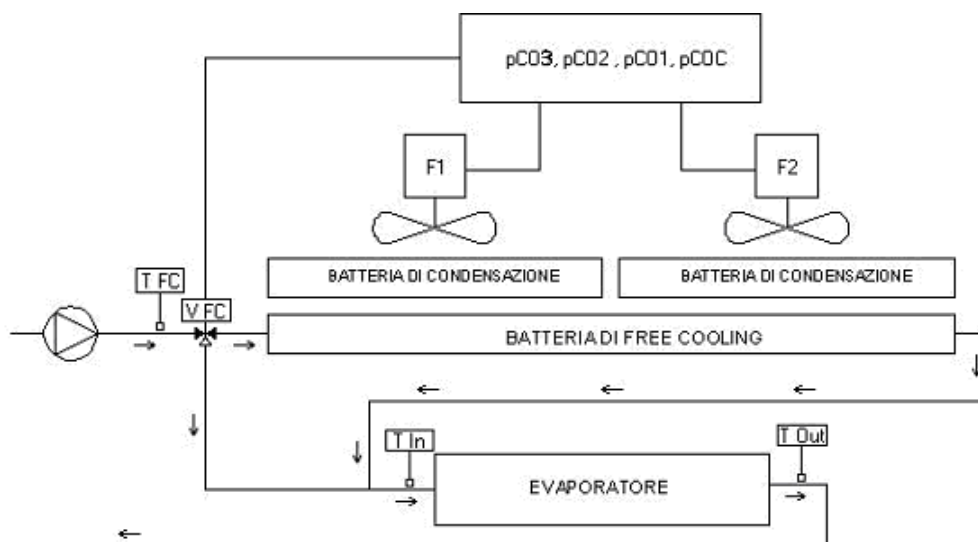 pCO3, pCO2 , pCO1, pCOC
F1
F2
BATTERIA DI CONDENSAZIONE
BATTERIA DI CONDENSAZIONE
T FC
V FC
BATTERIA DI FREE COOLING
T In
T Out
EVAPORATORE